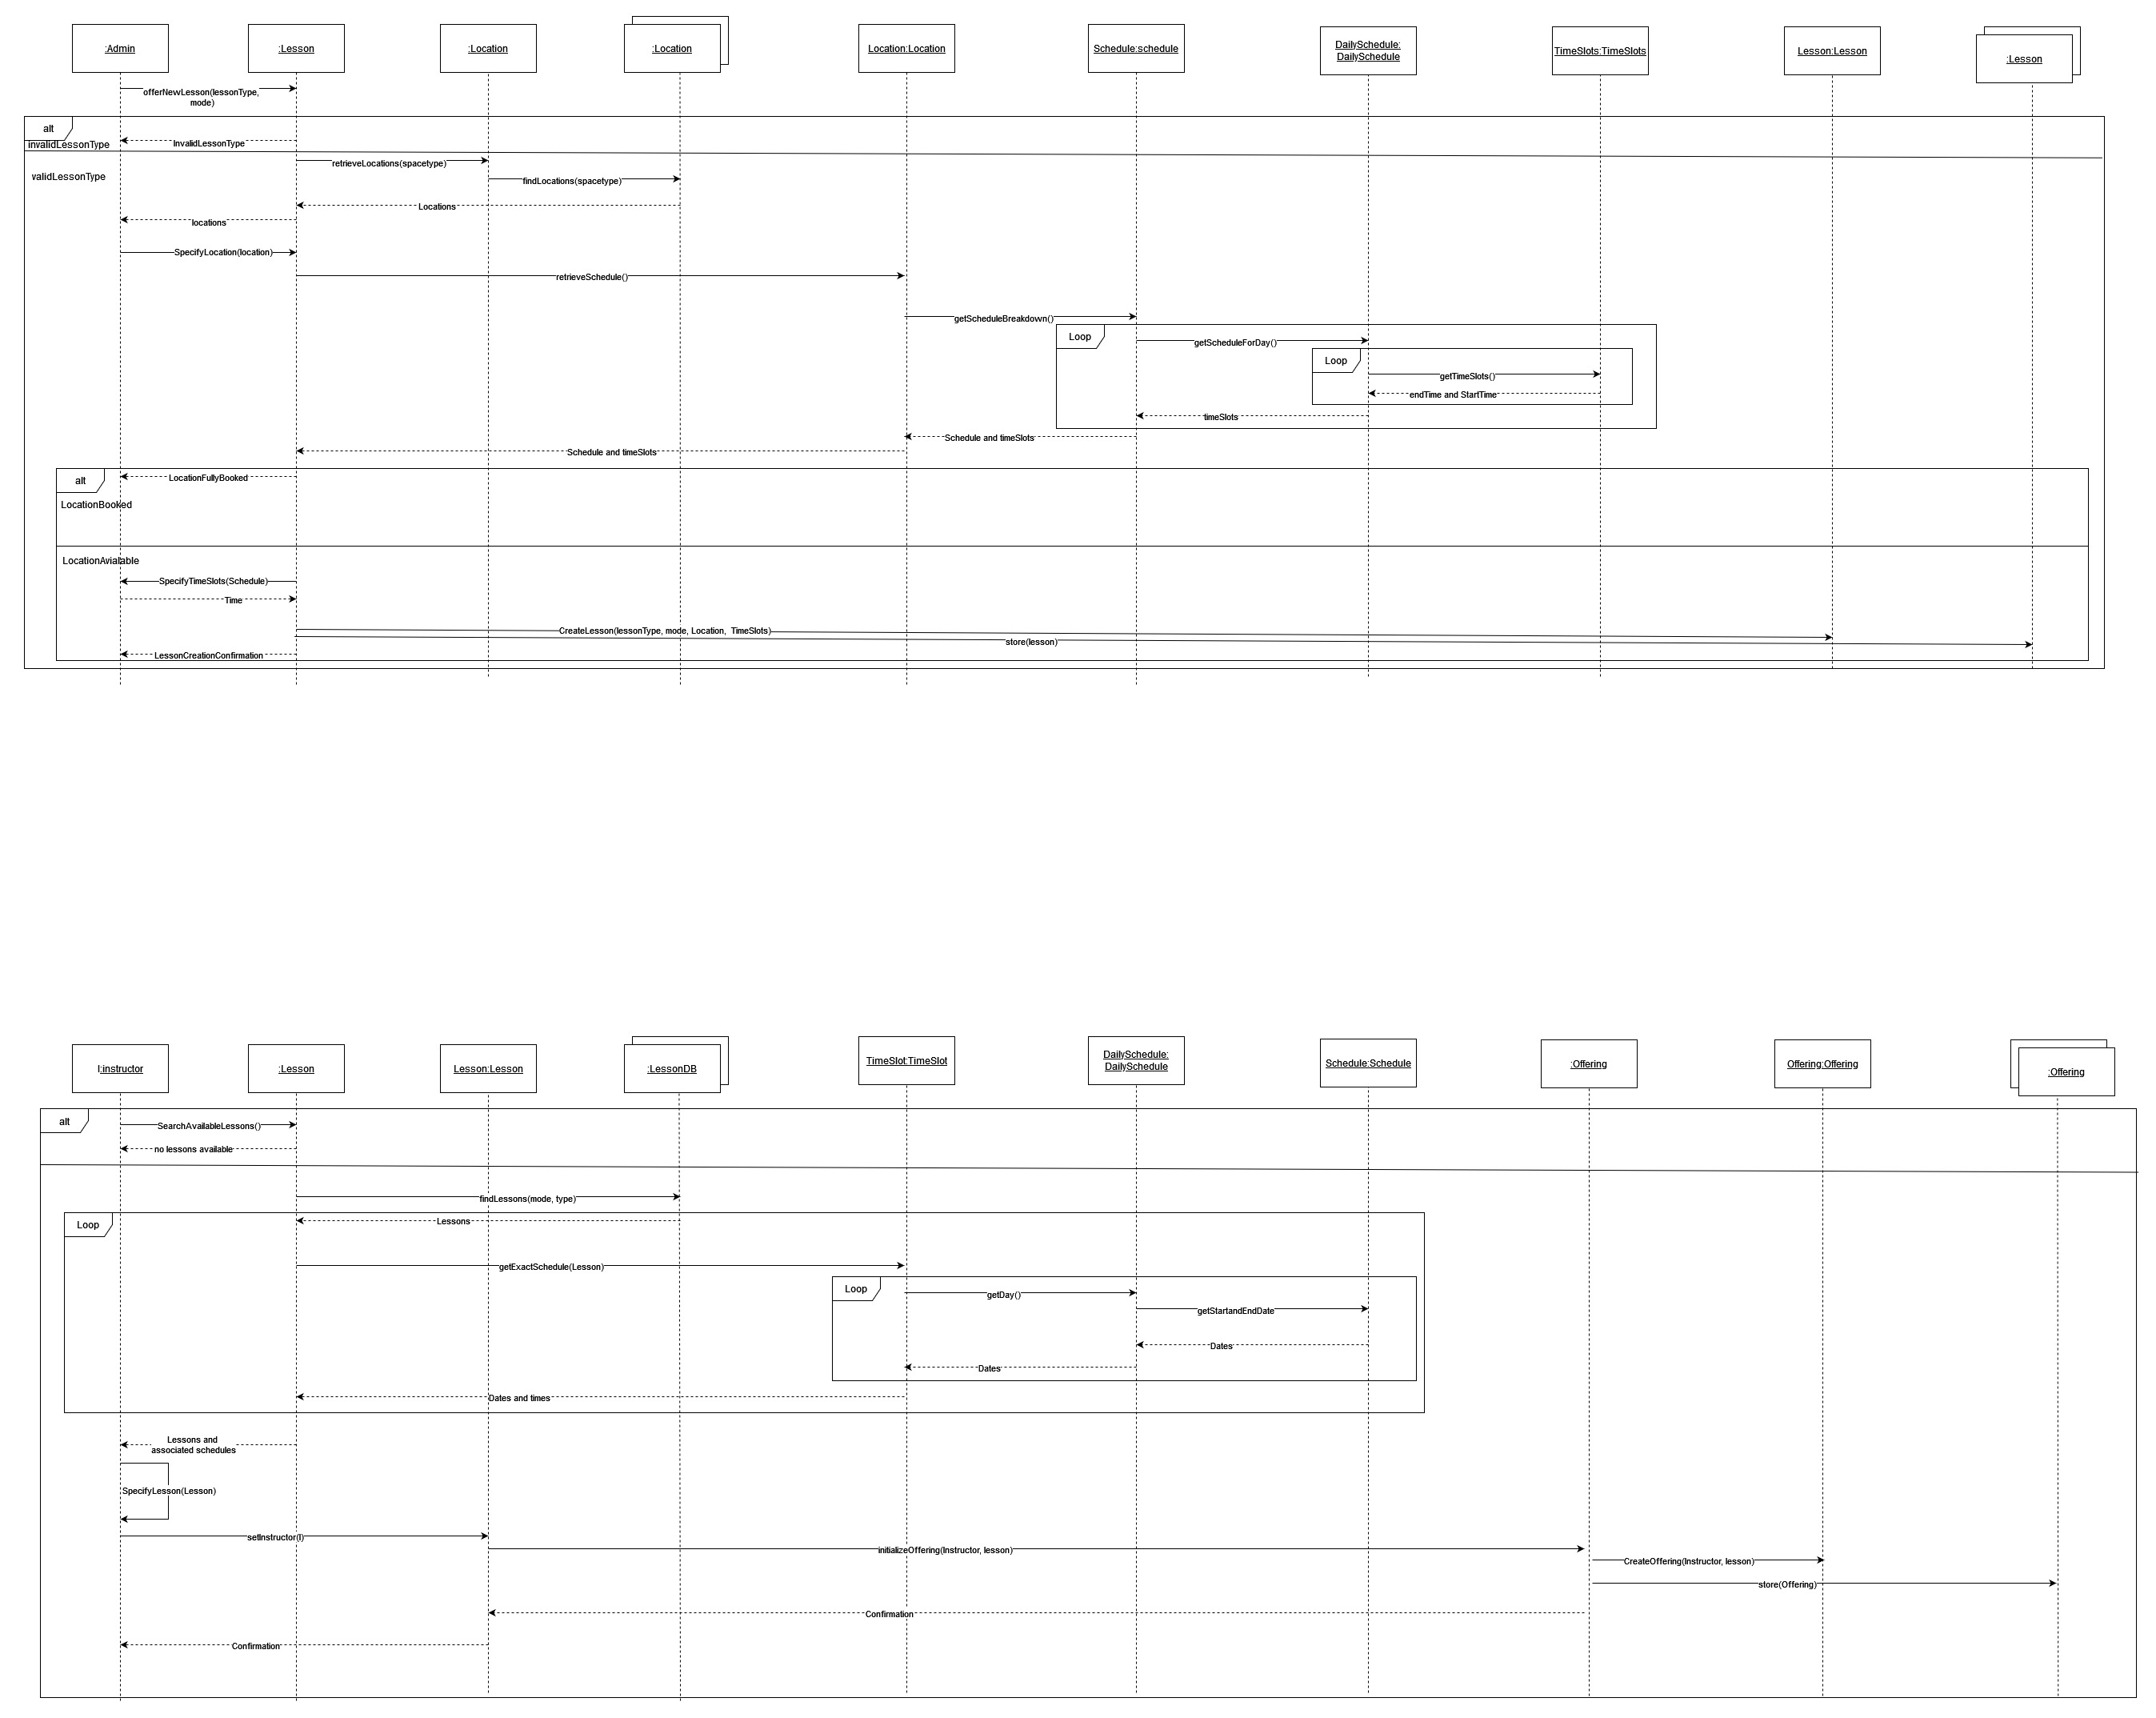 :Admin
:Lesson
:Location
:Location
Location:Location
Schedule:schedule
DailySchedule:
DailySchedule
TimeSlots:TimeSlots
Lesson:Lesson
:Lesson
offerNewLesson(lessonType,
mode)
alt
invalidLessonType
InvalidLessonType
retrieveLocations(spacetype)
validLessonType
findLocations(spacetype)
Locations
locations
SpecifyLocation(location)
retrieveSchedule()
getScheduleBreakdown()
Loop
getScheduleForDay()
Loop
getTimeSlots()
endTime and StartTime
timeSlots
Schedule and timeSlots
Schedule and timeSlots
alt
LocationFullyBooked
LocationBooked
LocationAvialable
SpecifyTimeSlots(Schedule)
Time
CreateLesson(lessonType, mode, Location, TimeSlots)
store(lesson)
LessonCreationConfirmation
I:instructor
:Lesson
Lesson:Lesson
:LessonDB
TimeSlot:TimeSlot
DailySchedule:
DailySchedule
Schedule:Schedule
:Offering
Offering:Offering
:Offering
alt
SearchAvailableLessons()
no lessons available
findLessons(mode, type)
Loop
Lessons
getExactSchedule(Lesson)
Loop
getDay()
getStartandEndDate
Dates
Dates
Dates and times
Lessons and
associated schedules
SpecifyLesson(Lesson)
setInstructor(I)
initializeOffering(Instructor, lesson)
CreateOffering(Instructor, lesson)
store(Offering)
Confirmation
Confirmation